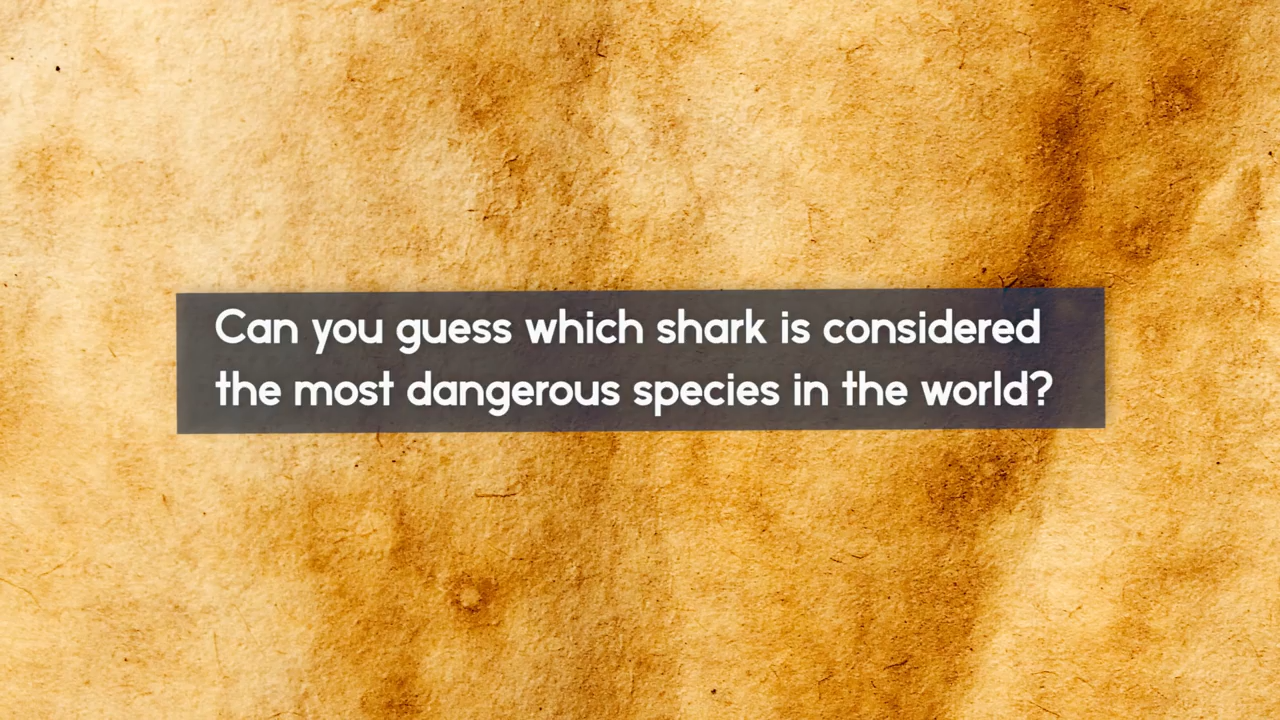 Can you guess which shark is considered
the most dangerous species in the world?